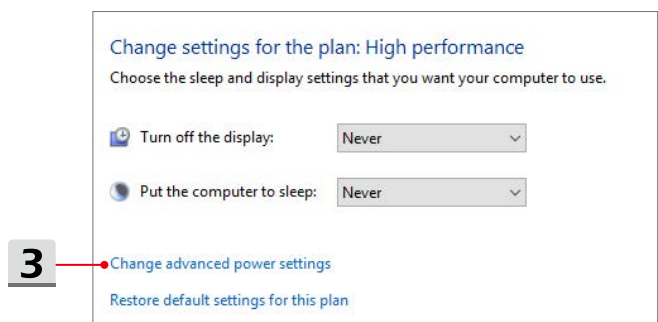 Change settings for the plan: High performance
Choose the sleep and display settings that you want your computer to use.
Turn off the display: Never
Put the computer to sleep: Never
3 Change advanced power settings
Restore default settings for this plan